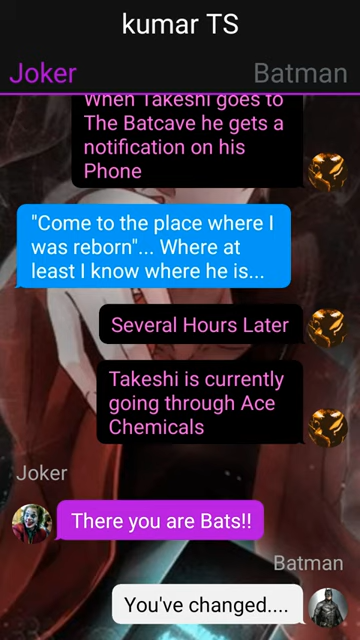 kumar TS
Joker
Batman
When Takeshi goes to
The Batcave he gets a
notification on his
Phone
"Come to the place where I
was reborn"... Where at
least I know where he is...
Several Hours Later
Takeshi is currently
going through Ace
Chemicals
Joker
There you are Bats!!
Batman
You've changed....